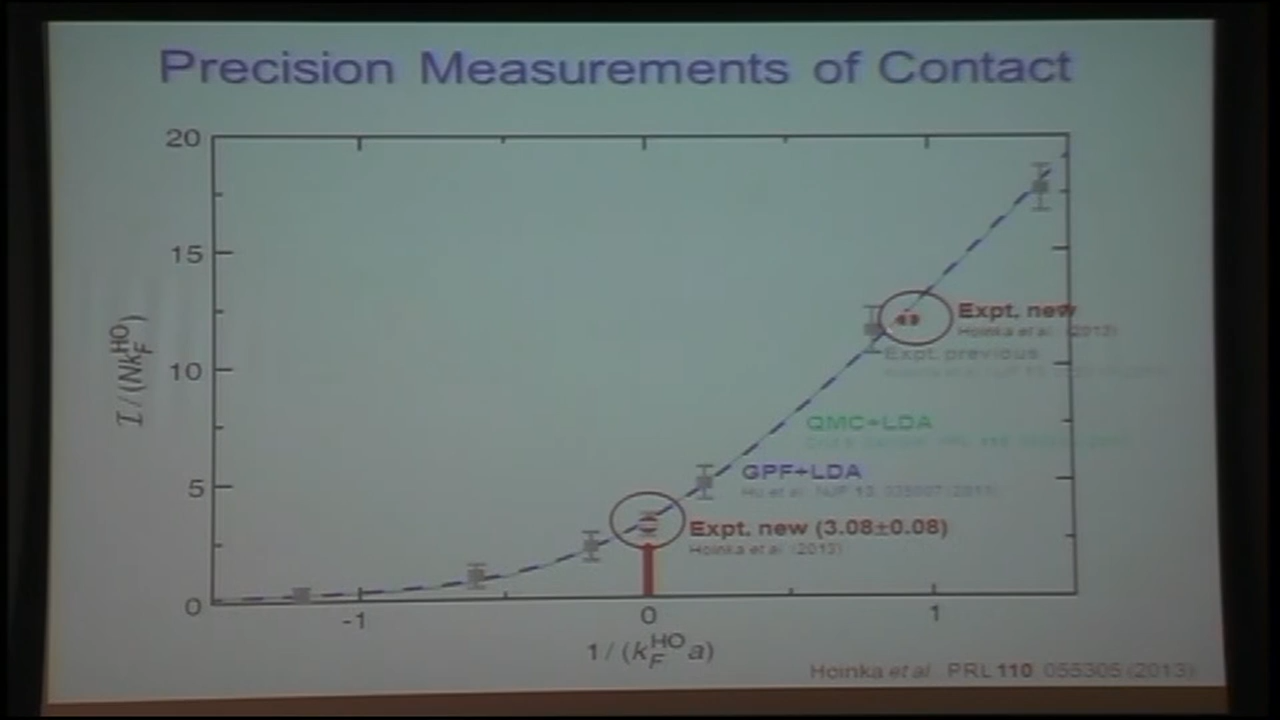 Precision Measurements of Contact
20
15
10
5
0
I / (Nk_F^HO)
-1
0
1
1 / (k_F^HO a)
Expt. new
Hoinka et al. (2013)
Expt. previous
QMC+LDA
GPF+LDA
Hu et al. NJP 13, 035007 (2011)
Expt. new (3.08±0.08)
Hoinka et al. (2013)
Hoinka et al. PRL 110, 055305 (2013)